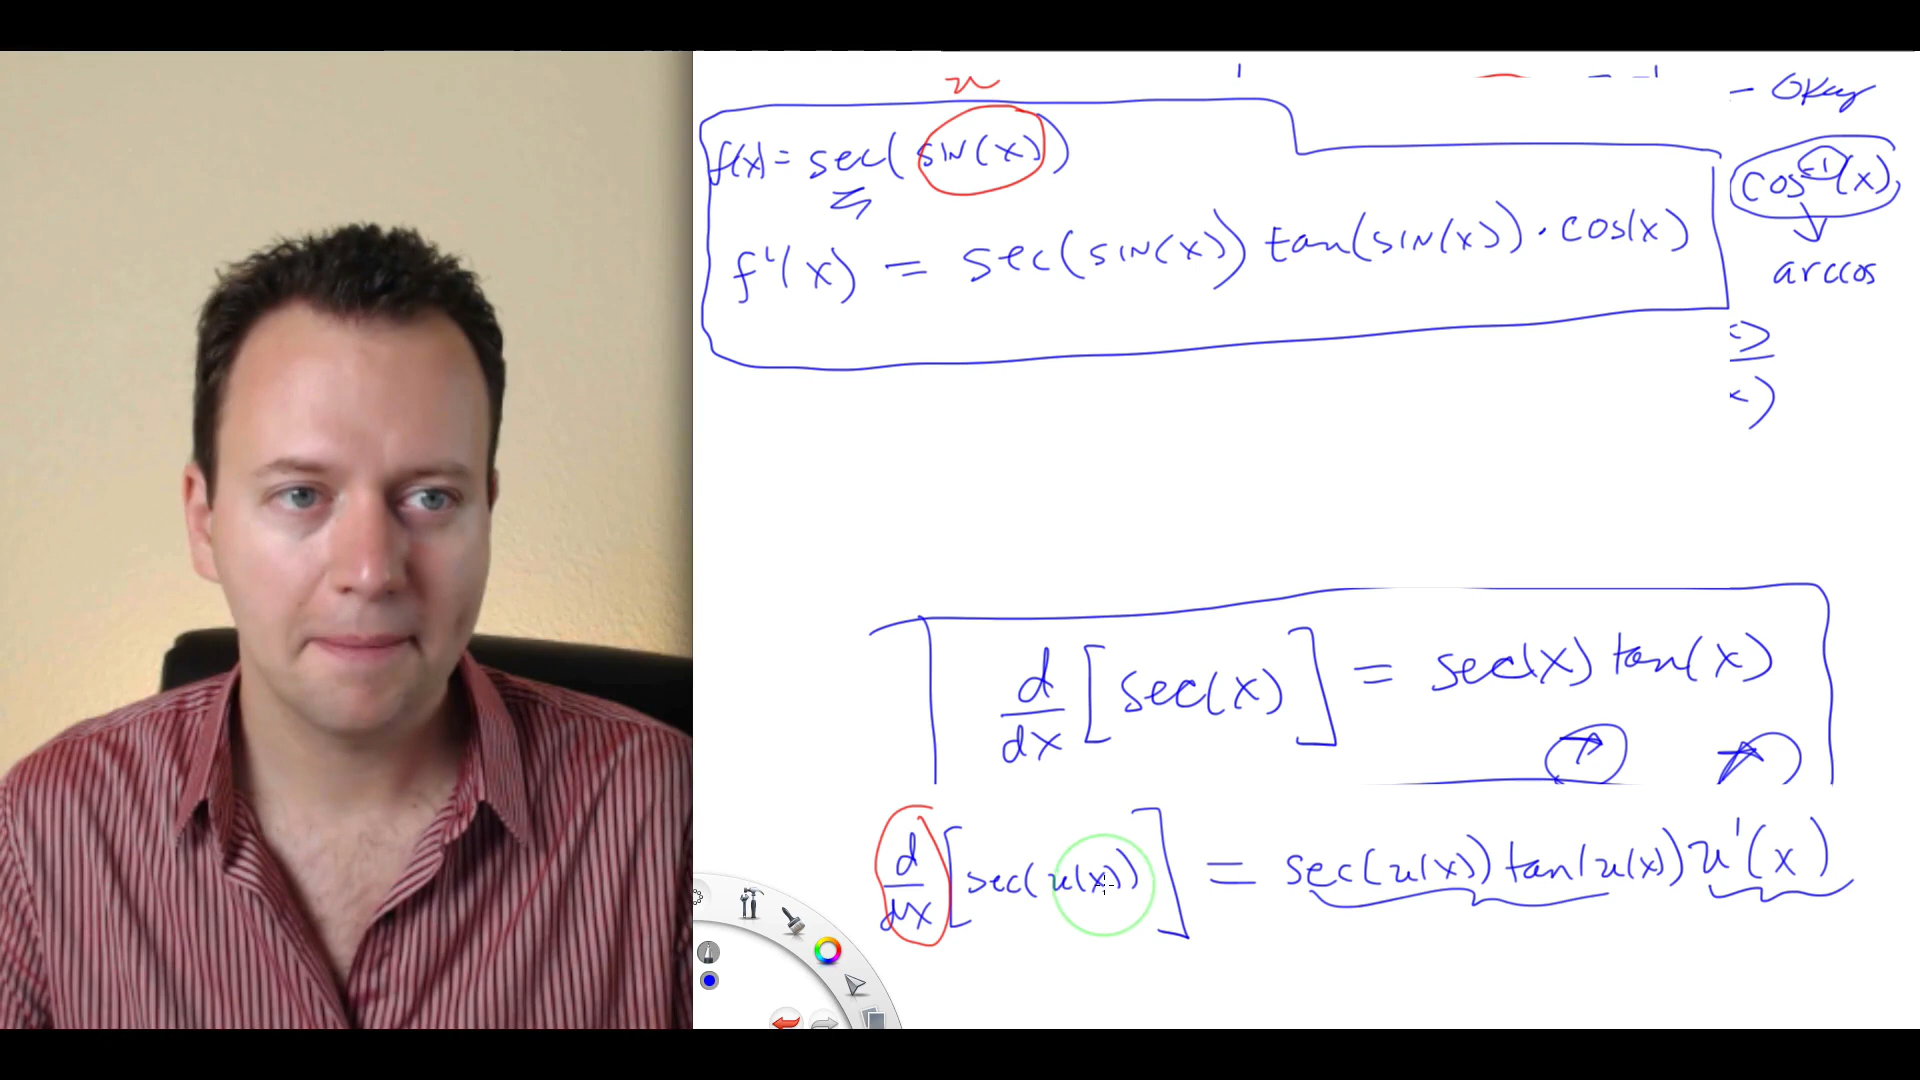 u
- Okay
f(x) = sec(sin(x))
cos⁻¹(x),
f'(x) = sec(sin(x)) tan(sin(x)) · cos(x)
arccos
d/dx [sec(x)] = sec(x) tan(x)
d/dx [sec(u(x))] = sec(u(x)) tan(u(x)) u'(x)